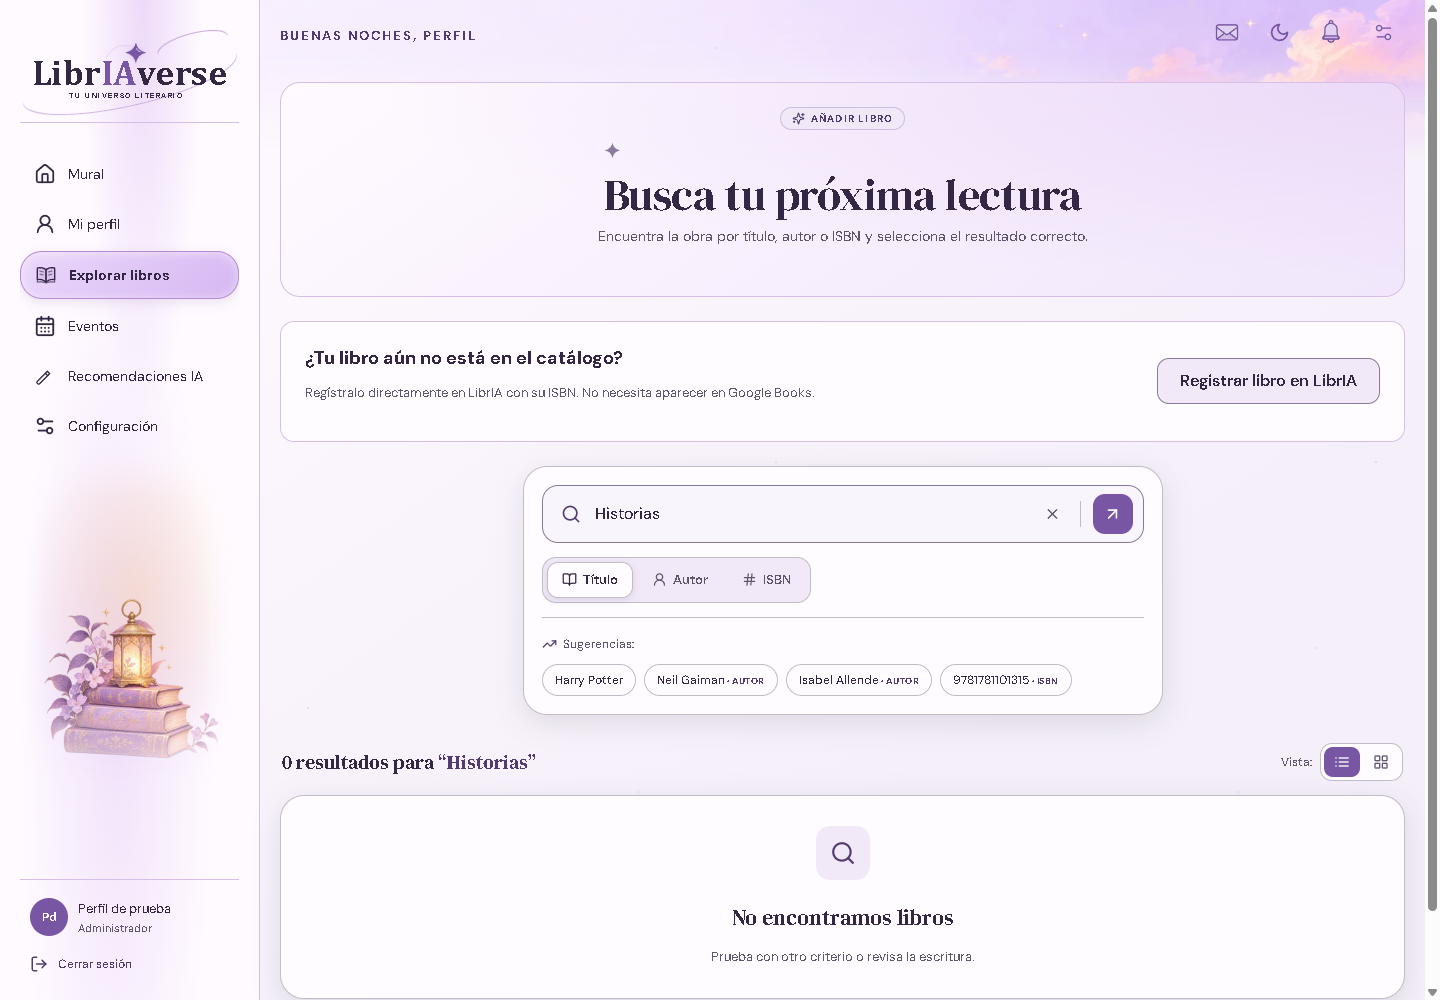 LibrIAverse
TU UNIVERSO LITERARIO
Mural
Mi perfil
Explorar libros
Eventos
Recomendaciones IA
Configuración
Pd
Perfil de prueba
Administrador
Cerrar sesión
BUENAS NOCHES, PERFIL
AÑADIR LIBRO
Busca tu próxima lectura
Encuentra la obra por título, autor o ISBN y selecciona el resultado correcto.
¿Tu libro aún no está en el catálogo?
Regístralo directamente en LibrIA con su ISBN. No necesita aparecer en Google Books.
Registrar libro en LibrIA
Historias
Título
Autor
ISBN
Sugerencias:
Harry Potter
Neil Gaiman · AUTOR
Isabel Allende · AUTOR
9781781101315 · ISBN
0 resultados para “Historias”
Vista:
No encontramos libros
Prueba con otro criterio o revisa la escritura.